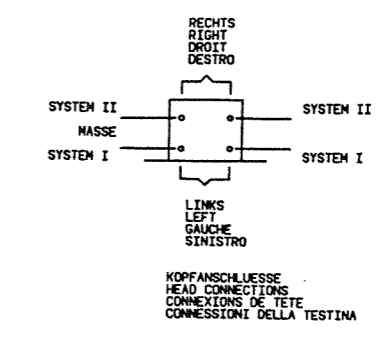 RECHTS
RIGHT
DROIT
DESTRO
SYSTEM II
SYSTEM II
MASSE
SYSTEM I
SYSTEM I
LINKS
LEFT
GAUCHE
SINISTRO
KOPFANSCHLUESSE
HEAD CONNECTIONS
CONNEXIONS DE TETE
CONNESSIONI DELLA TESTINA